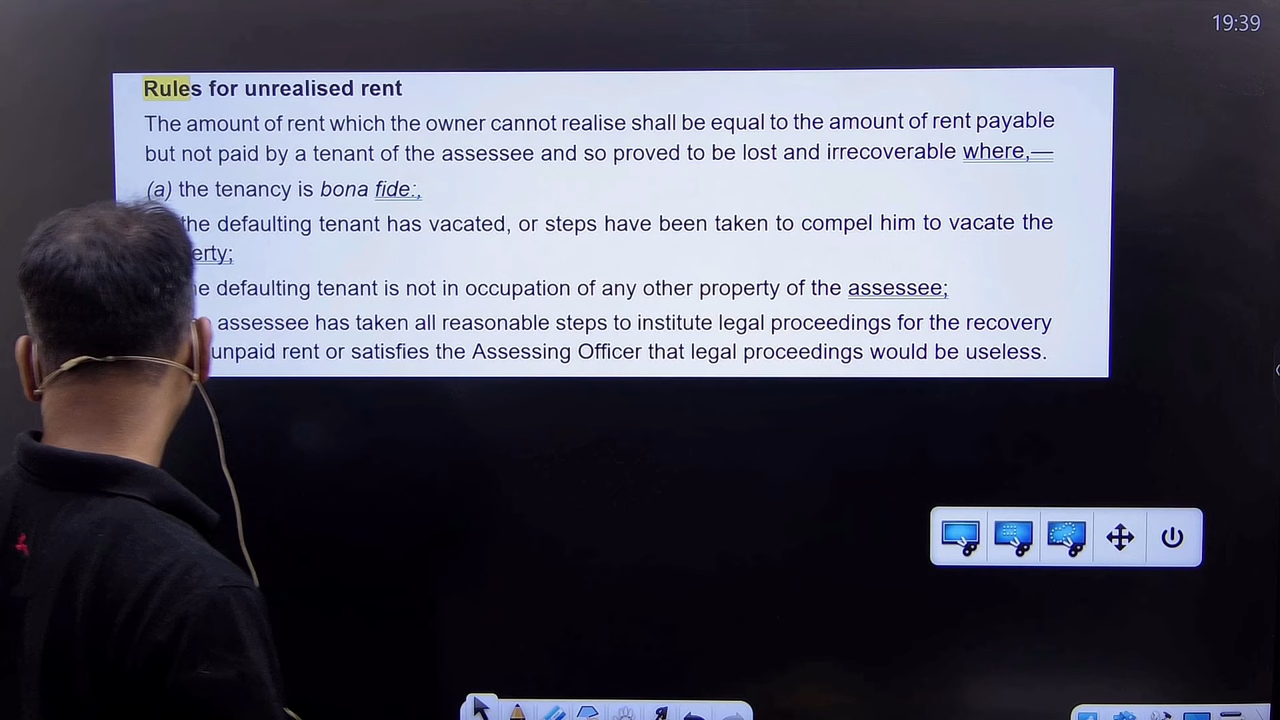 19:39
Rules for unrealised rent
The amount of rent which the owner cannot realise shall be equal to the amount of rent payable
but not paid by a tenant of the assessee and so proved to be lost and irrecoverable where,—
(a) the tenancy is bona fide:,
the defaulting tenant has vacated, or steps have been taken to compel him to vacate the
erty;
he defaulting tenant is not in occupation of any other property of the assessee;
assessee has taken all reasonable steps to institute legal proceedings for the recovery
unpaid rent or satisfies the Assessing Officer that legal proceedings would be useless.